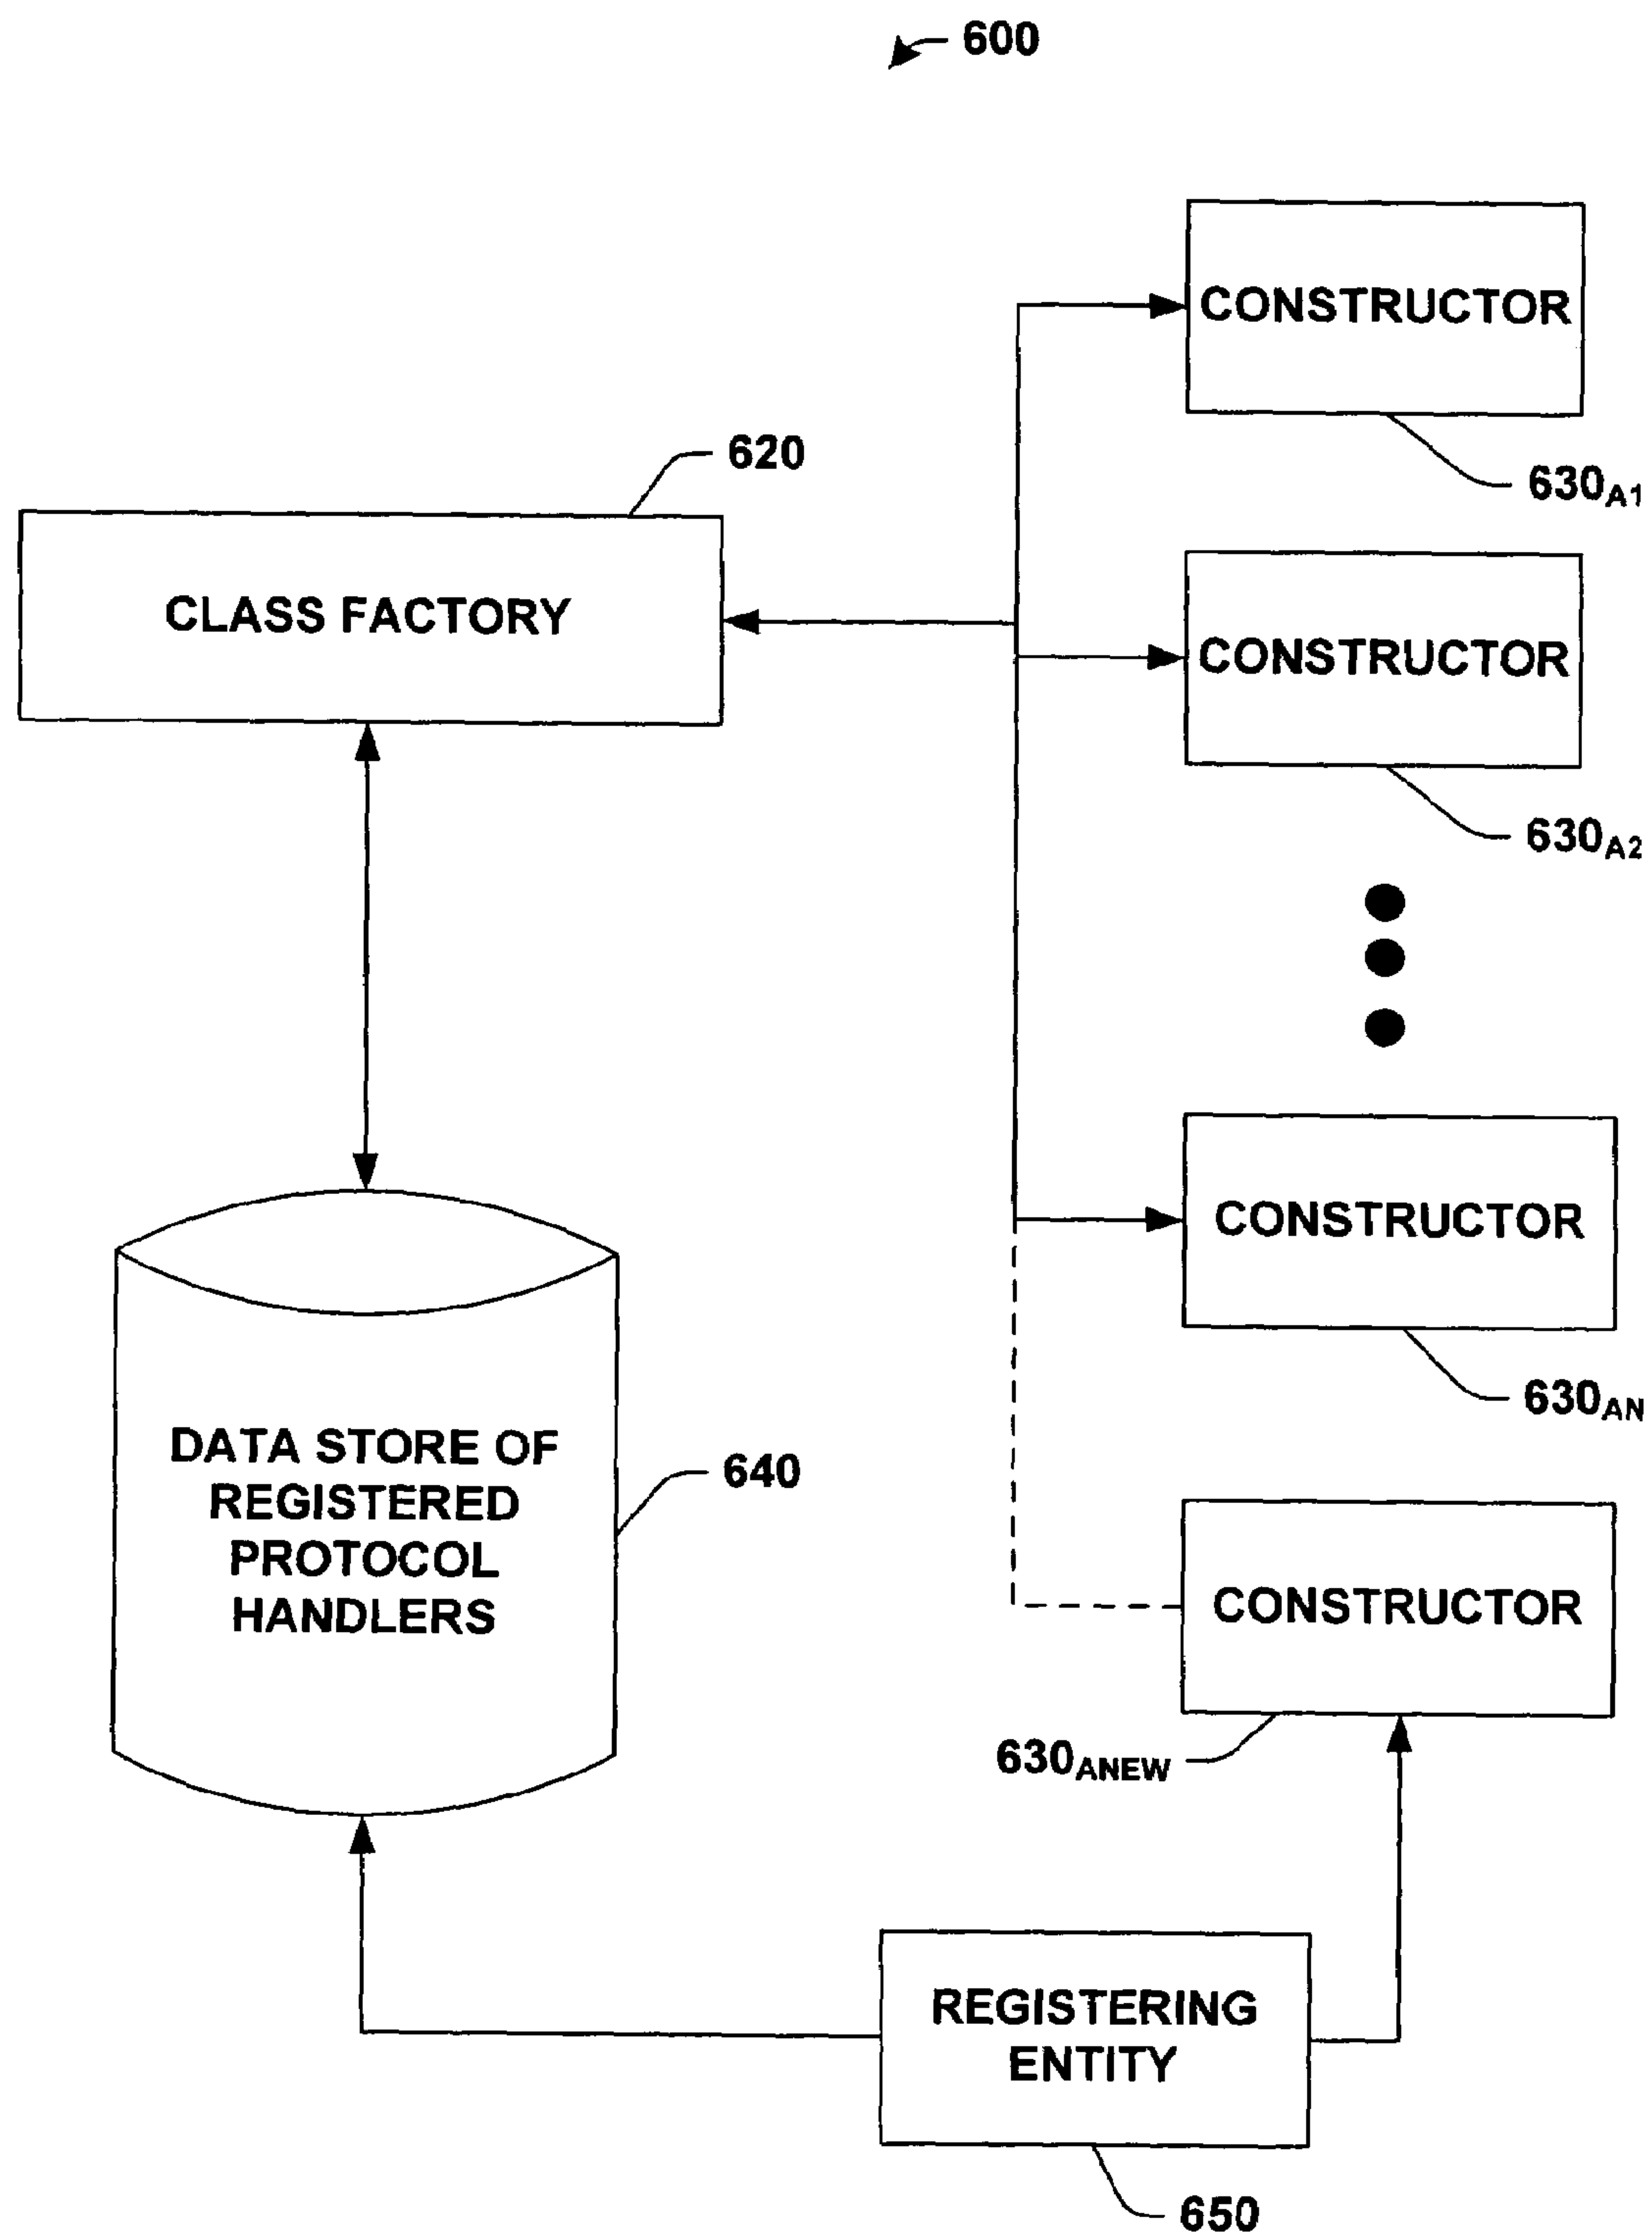 600
CONSTRUCTOR
630A1
620
CLASS FACTORY
CONSTRUCTOR
630A2
CONSTRUCTOR
630AN
DATA STORE OF
REGISTERED
PROTOCOL
HANDLERS
640
CONSTRUCTOR
630ANEW
REGISTERING
ENTITY
650